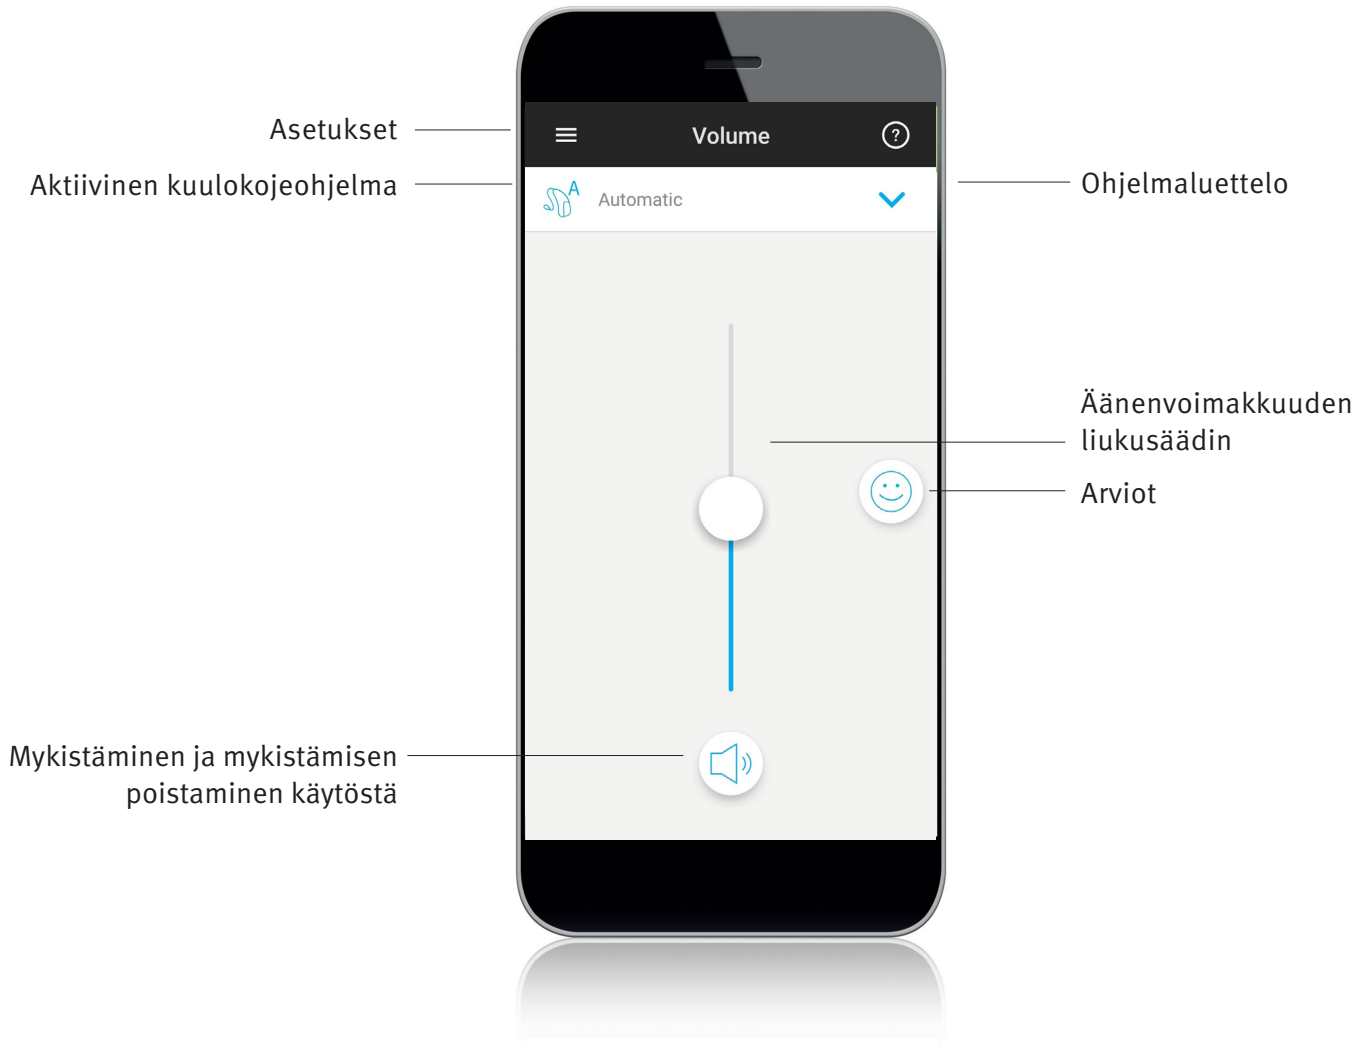 Asetukset
Aktiivinen kuulokojeohjelma
Volume
?
A
Automatic
Ohjelmaluettelo
Äänenvoimakkuuden
liukusäädin
Arviot
Mykistäminen ja mykistämisen
poistaminen käytöstä